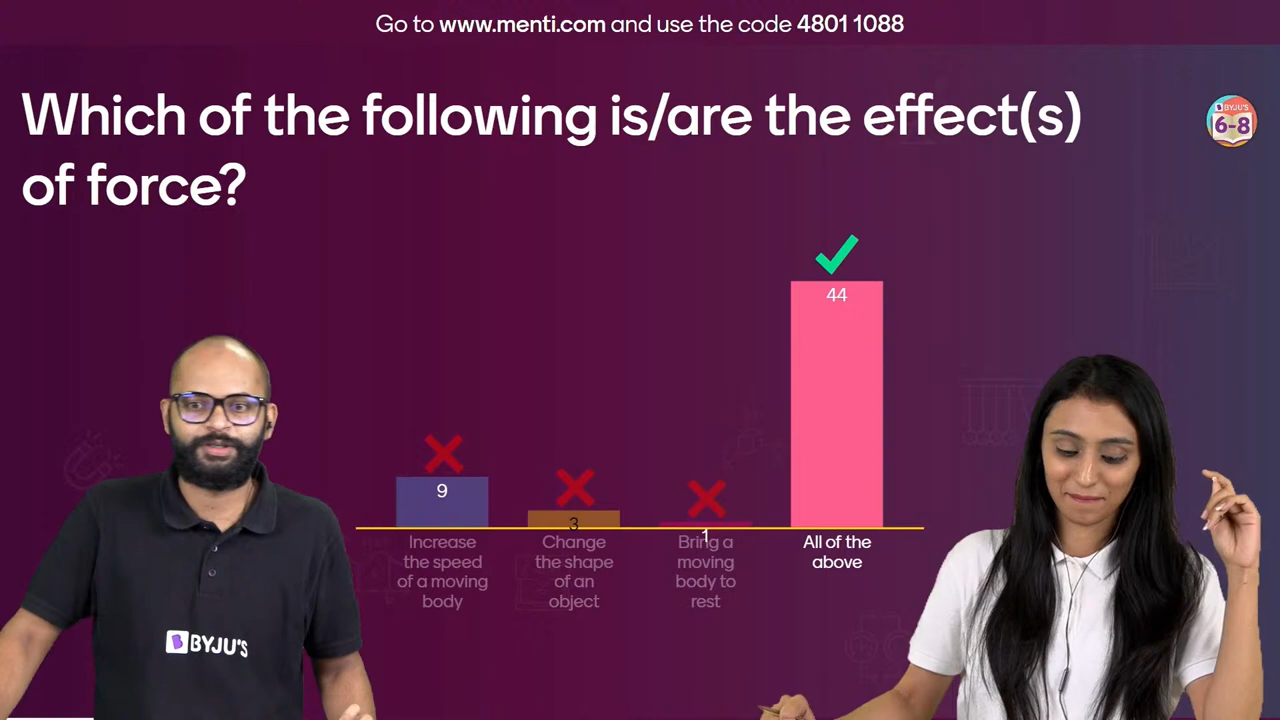 Go to www.menti.com and use the code 4801 1088
Which of the following is/are the effect(s)
of force?
BYJU'S
6-8
44
9
3
1
Increase
the speed
of a moving
body
Change
the shape
of an
object
Bring a
moving
body to
rest
All of the
above
BYJU'S